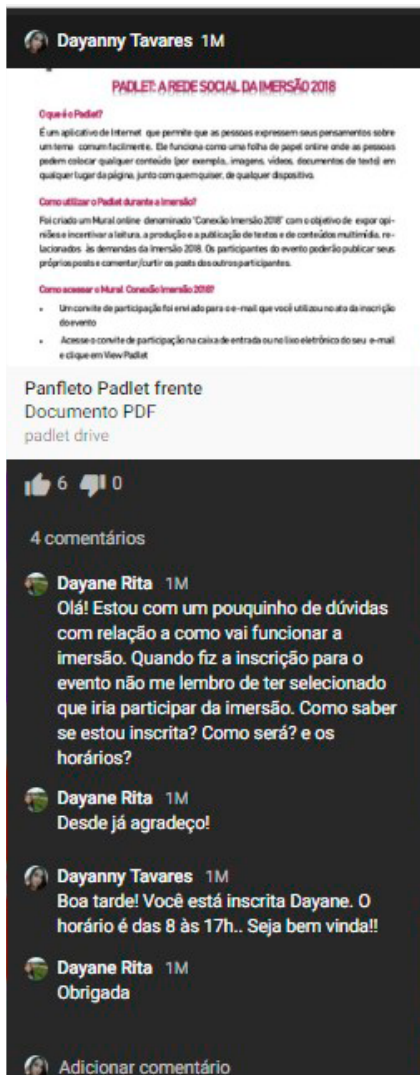 Dayanny Tavares 1M
PADLET: A REDE SOCIAL DA IMERSÃO 2018
O que é o Padlet?
É um aplicativo de Internet que permite que as pessoas expressem seus pensamentos sobre
um tema comum facilmente. Ele funciona como uma folha de papel online onde as pessoas
podem colocar qualquer conteúdo (por exemplo, imagens, vídeos, documentos de texto) em
qualquer lugar da página, junto com quem quiser, de qualquer dispositivo.
Como utilizar o Padlet durante a Imersão?
Foi criado um Mural online denominado "Conexão Imersão 2018" com o objetivo de expor opi-
niões e incentivar a leitura, a produção e a publicação de textos e de conteúdos multimídia, re-
lacionados às demandas da Imersão 2018. Os participantes do evento poderão publicar seus
próprios posts e comentar/curtir os posts dos outros participantes.
Como acessar o Mural Conexão Imersão 2018?
• Um convite de participação foi enviado para o e-mail que você utilizou no ato da inscrição
do evento
• Acesse o convite de participação na caixa de entrada ou no lixo eletrônico do seu e-mail
e clique em View Padlet
Panfleto Padlet frente
Documento PDF
padlet drive
6 0
4 comentários
Dayane Rita 1M
Olá! Estou com um pouquinho de dúvidas
com relação a como vai funcionar a
imersão. Quando fiz a inscrição para o
evento não me lembro de ter selecionado
que iria participar da imersão. Como saber
se estou inscrita? Como será? e os
horários?
Dayane Rita 1M
Desde já agradeço!
Dayanny Tavares 1M
Boa tarde! Você está inscrita Dayane. O
horário é das 8 às 17h.. Seja bem vinda!!
Dayane Rita 1M
Obrigada
Adicionar comentário